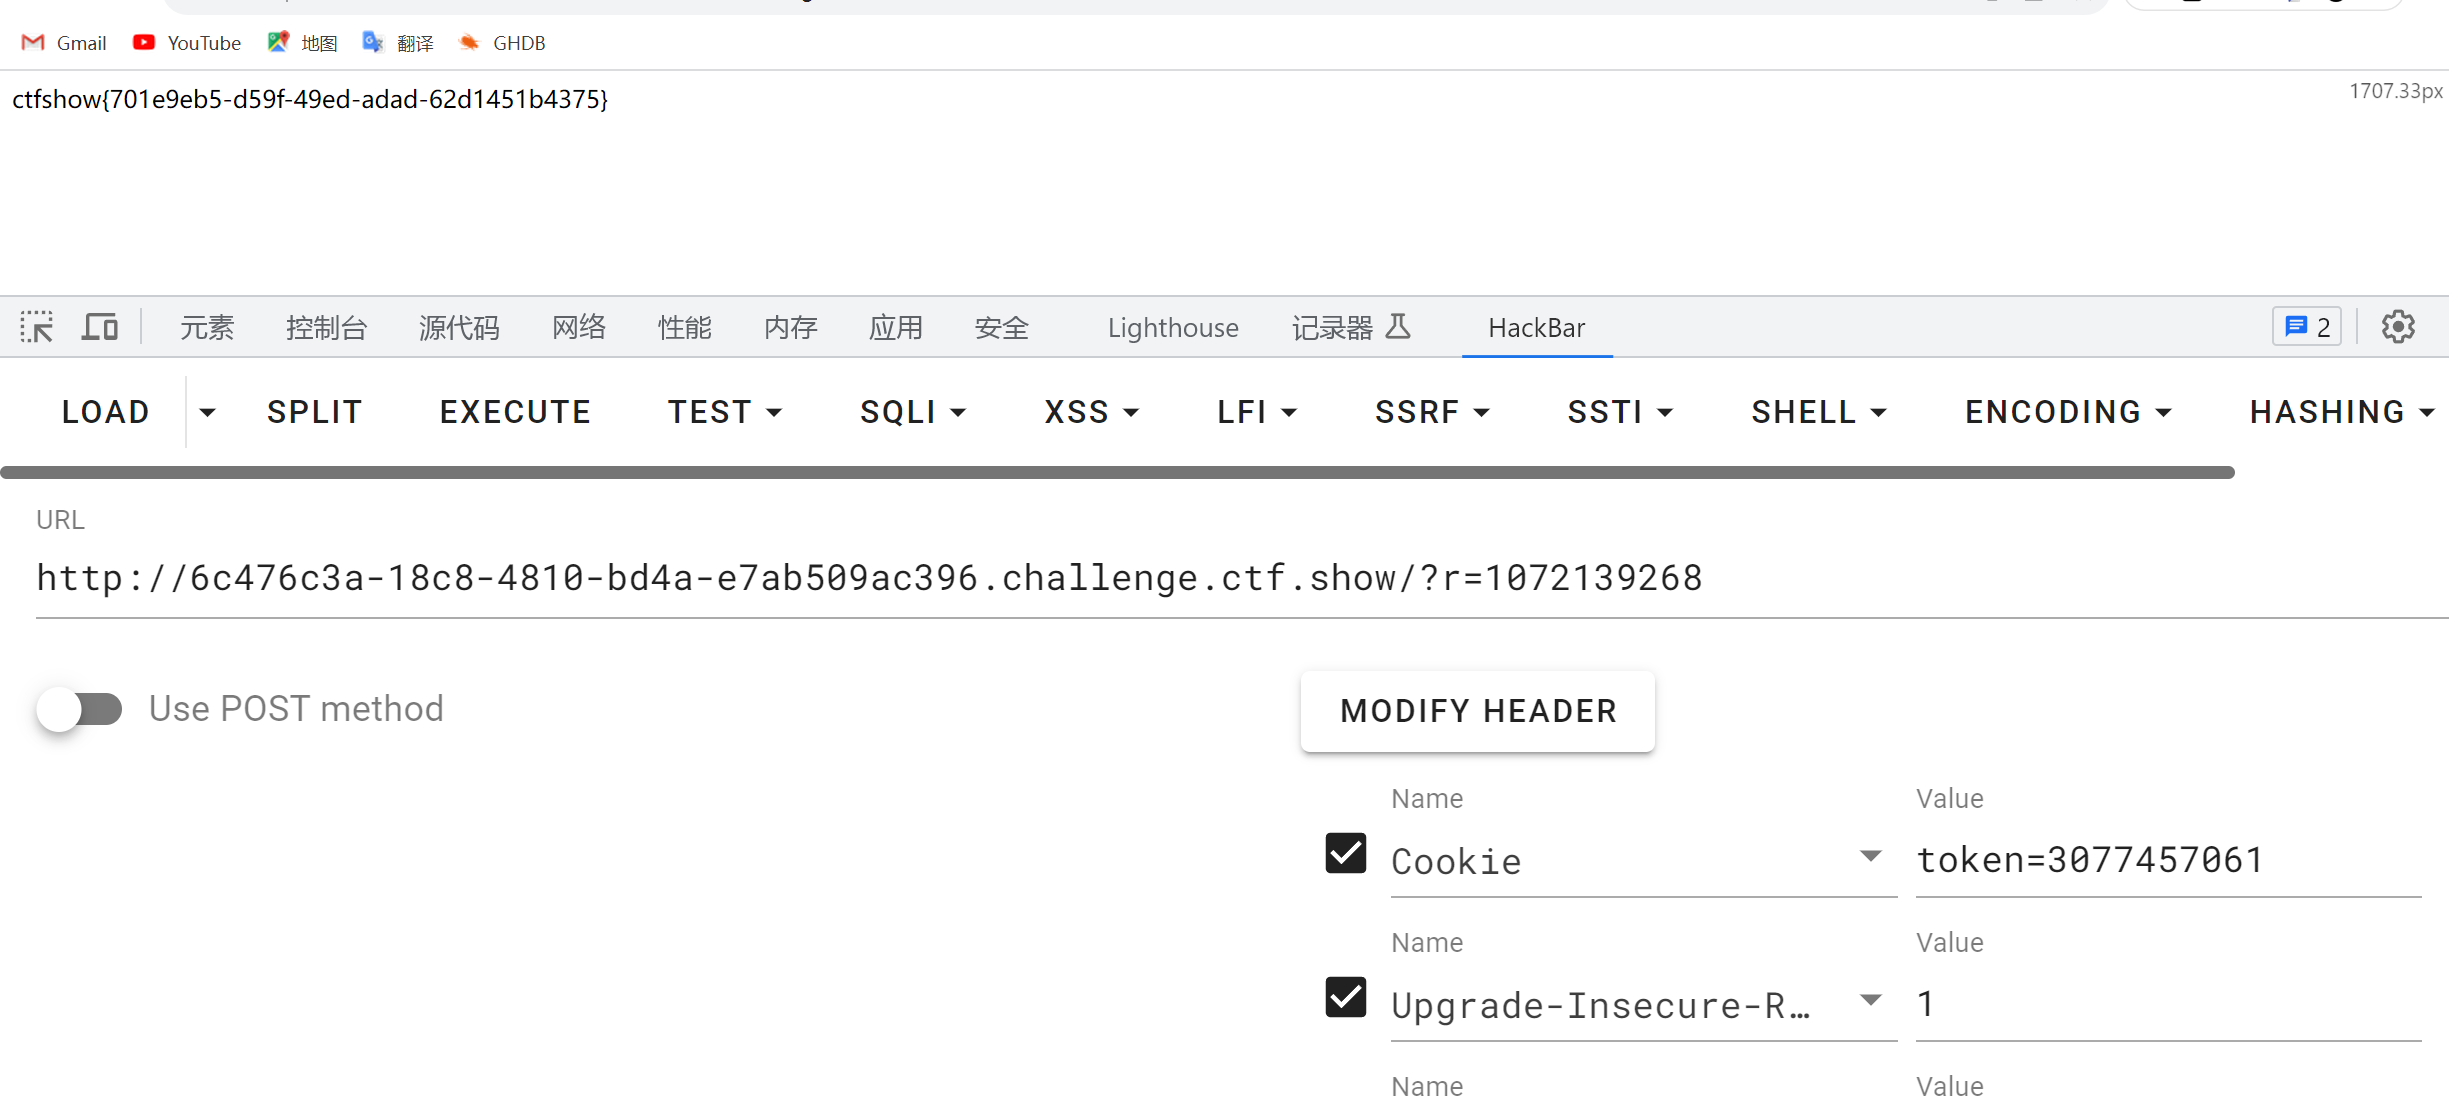 Gmail YouTube 地图 翻译 GHDB
ctfshow{701e9eb5-d59f-49ed-adad-62d1451b4375}
1707.33px
元素 控制台 源代码 网络 性能 内存 应用 安全 Lighthouse 记录器 HackBar 2
LOAD SPLIT EXECUTE TEST SQLI XSS LFI SSRF SSTI SHELL ENCODING HASHING
URL
http://6c476c3a-18c8-4810-bd4a-e7ab509ac396.challenge.ctf.show/?r=1072139268
Use POST method
MODIFY HEADER
Name Value
Cookie token=3077457061
Name Value
Upgrade-Insecure-R… 1
Name Value